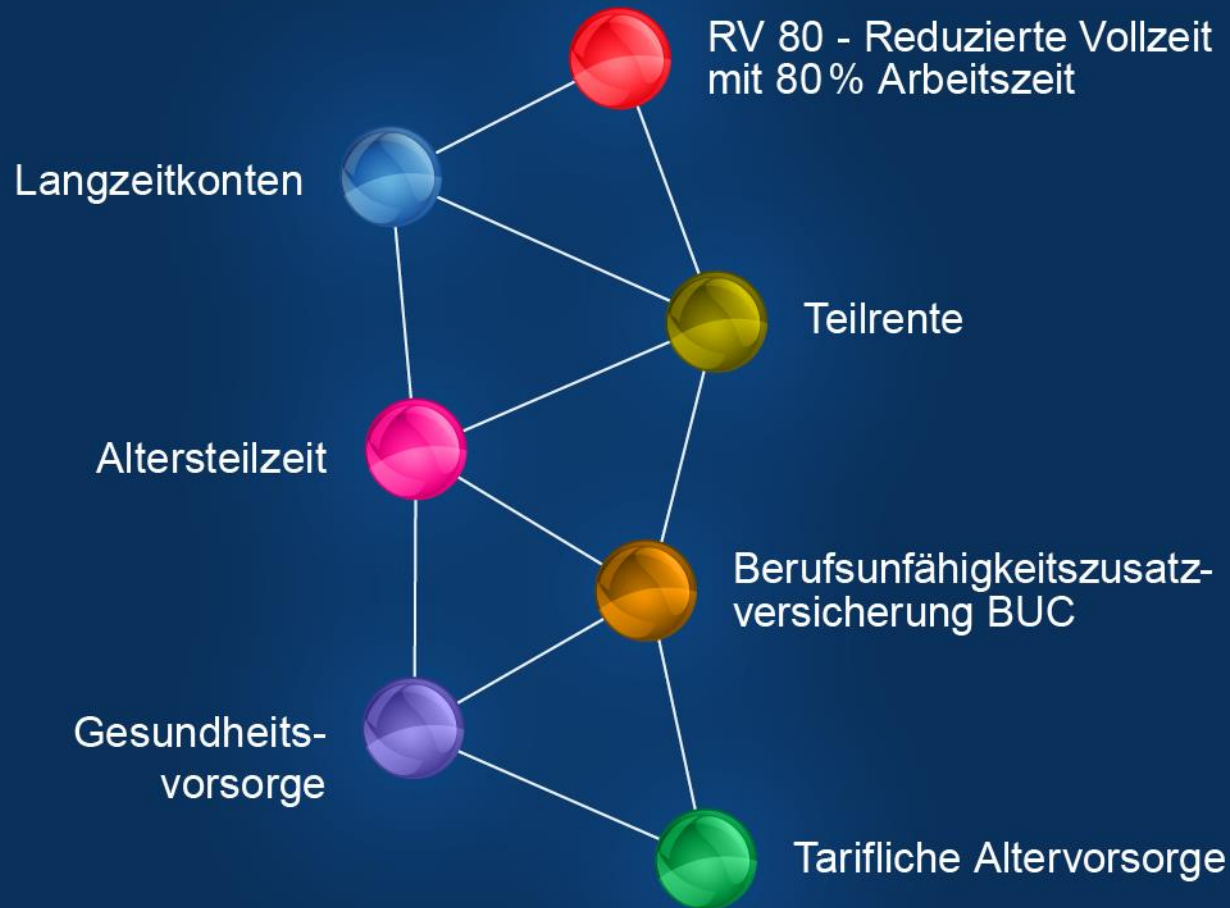 RV 80 - Reduzierte Vollzeit
mit 80 % Arbeitszeit
Langzeitkonten
Teilrente
Altersteilzeit
Berufsunfähigkeitszusatz-
versicherung BUC
Gesundheits-
vorsorge
Tarifliche Altervorsorge